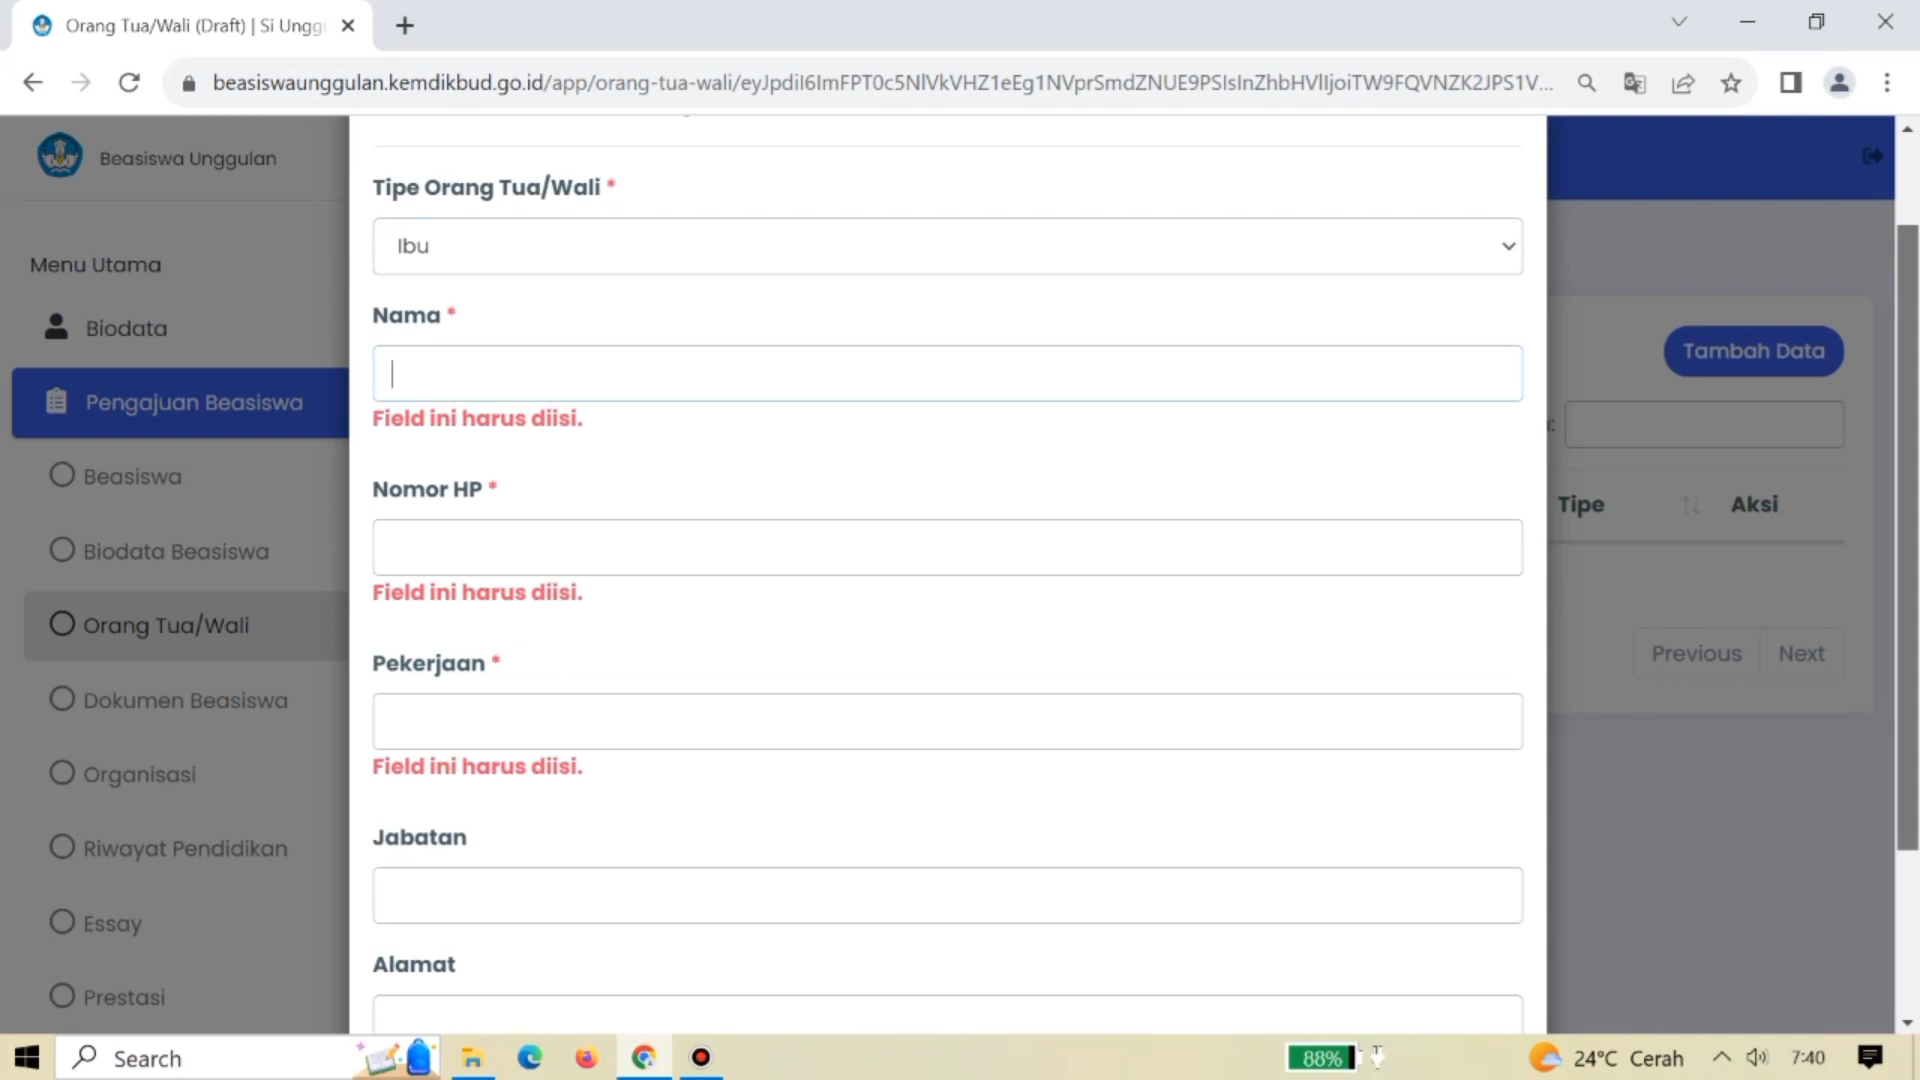 Orang Tua/Wali (Draft) | Si Ungg
beasiswaunggulan.kemdikbud.go.id/app/orang-tua-wali/eyJpdiI6ImFPT0c5NlVkVHZ1eEg1NVprSmdZNUE9PSIsInZhbHVlIjoiTW9FQVNZK2JPS1V...
Beasiswa Unggulan
Menu Utama
Biodata
Pengajuan Beasiswa
Beasiswa
Biodata Beasiswa
Orang Tua/Wali
Dokumen Beasiswa
Organisasi
Riwayat Pendidikan
Essay
Prestasi
Tipe Orang Tua/Wali *
Ibu
Nama *
Field ini harus diisi.
Nomor HP *
Field ini harus diisi.
Pekerjaan *
Field ini harus diisi.
Jabatan
Alamat
Tambah Data
Tipe Aksi
Previous Next
Search
88%
24°C Cerah
7:40